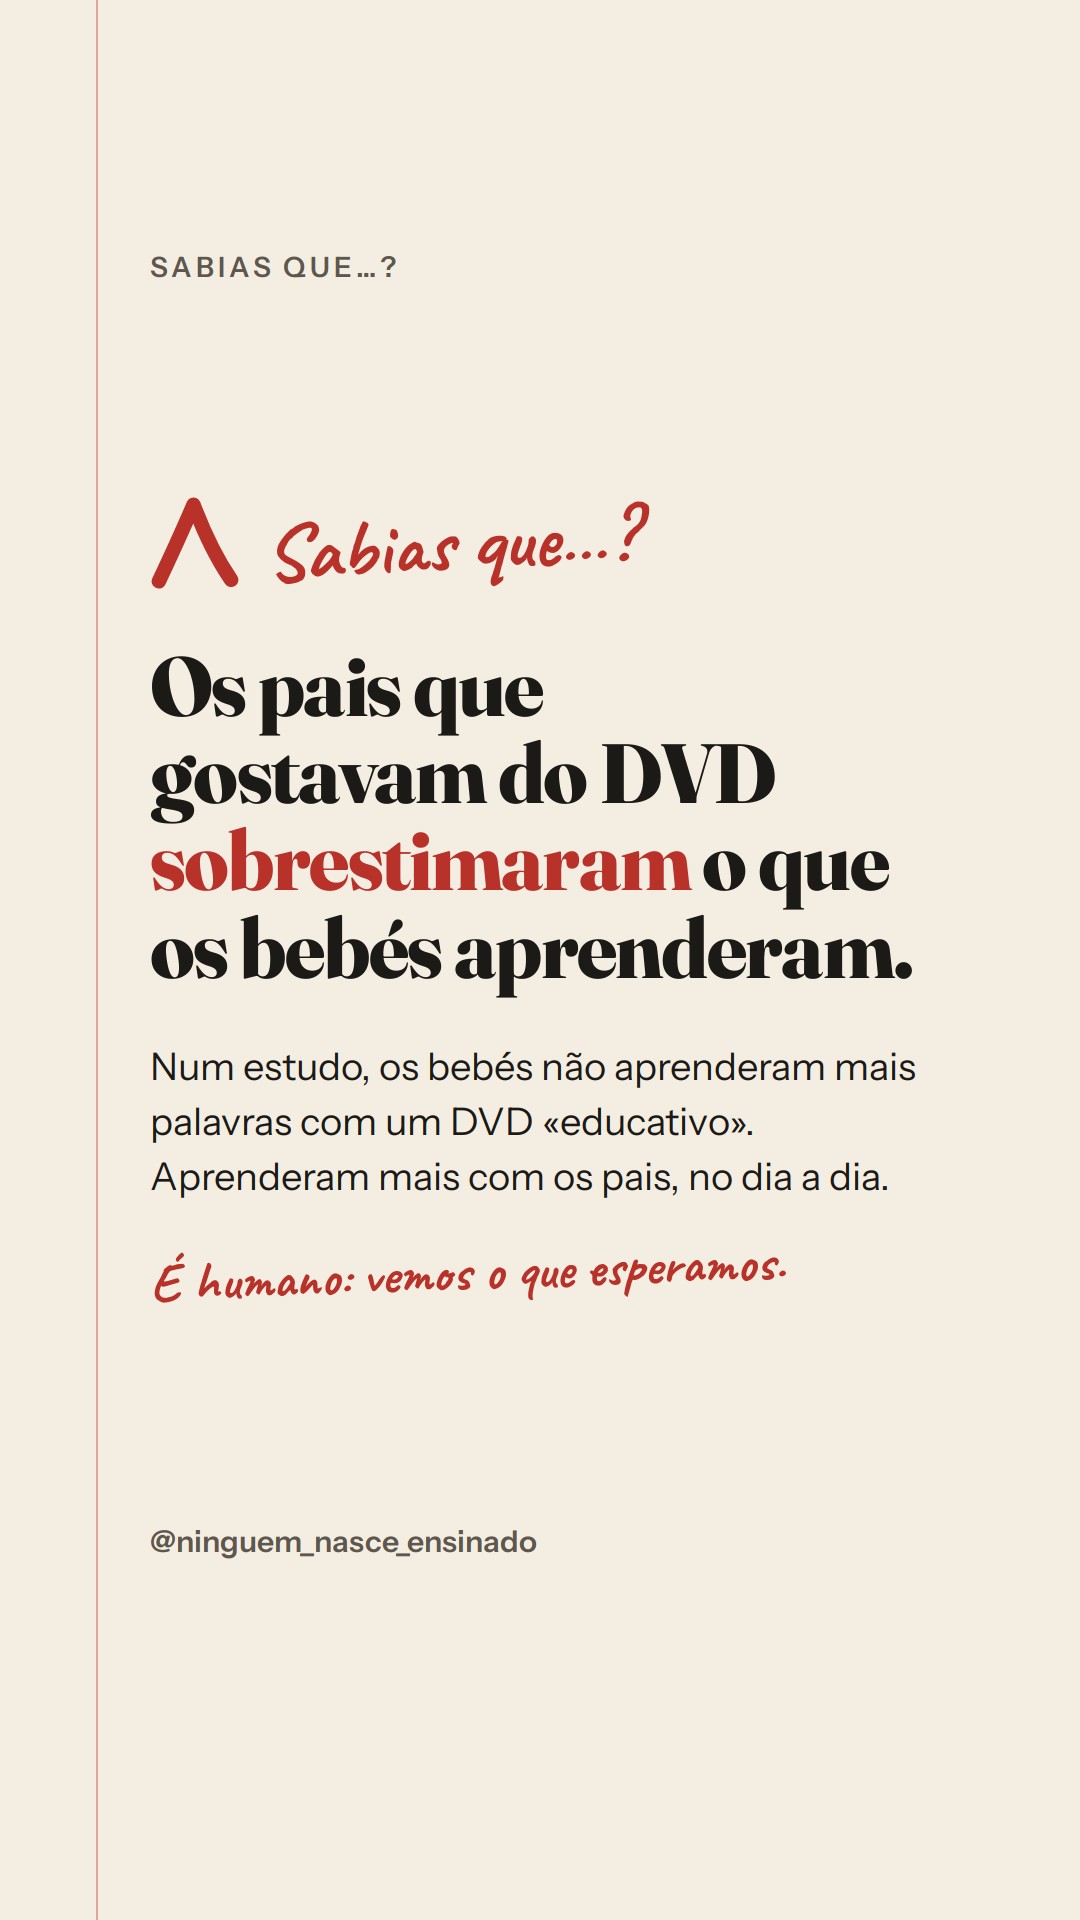 SABIAS QUE...?
Sabias que...?
Os pais que
gostavam do DVD
sobrestimaram o que
os bebés aprenderam.
Num estudo, os bebés não aprenderam mais
palavras com um DVD «educativo».
Aprenderam mais com os pais, no dia a dia.
É humano: vemos o que esperamos.
@ninguem_nasce_ensinado